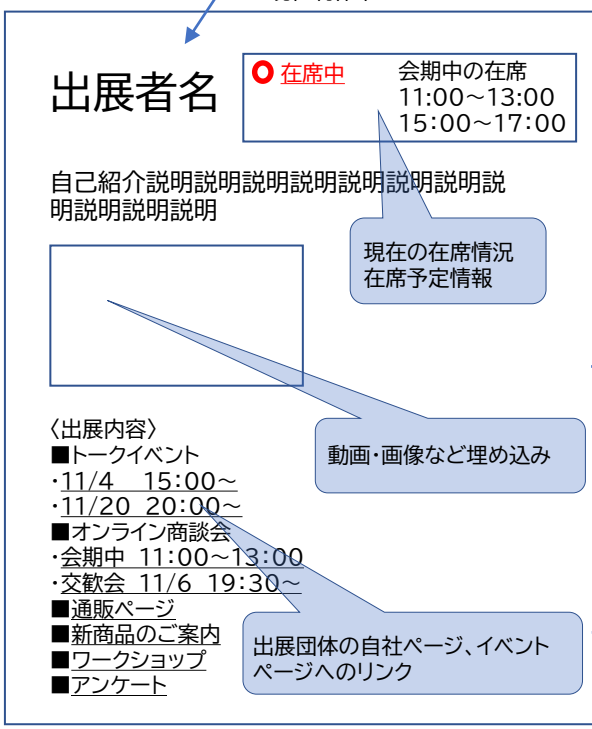 出展者名
在席中
会期中の在席
11:00～13:00
15：00～17：00
自己紹介説明説明説明説明説明説明説明説
明説明説明説明
現在の在席情況
在席予定情報
〈出展内容〉
■トークイベント
・11/4　15：00～
・11/20　20：00～
■オンライン商談会
・会期中　11：00～13：00
・交歓会　11/6　19：30～
■通販ページ
■新商品のご案内
■ワークショップ
■アンケート
動画・画像など埋め込み
出展団体の自社ページ、イベント
ページへのリンク